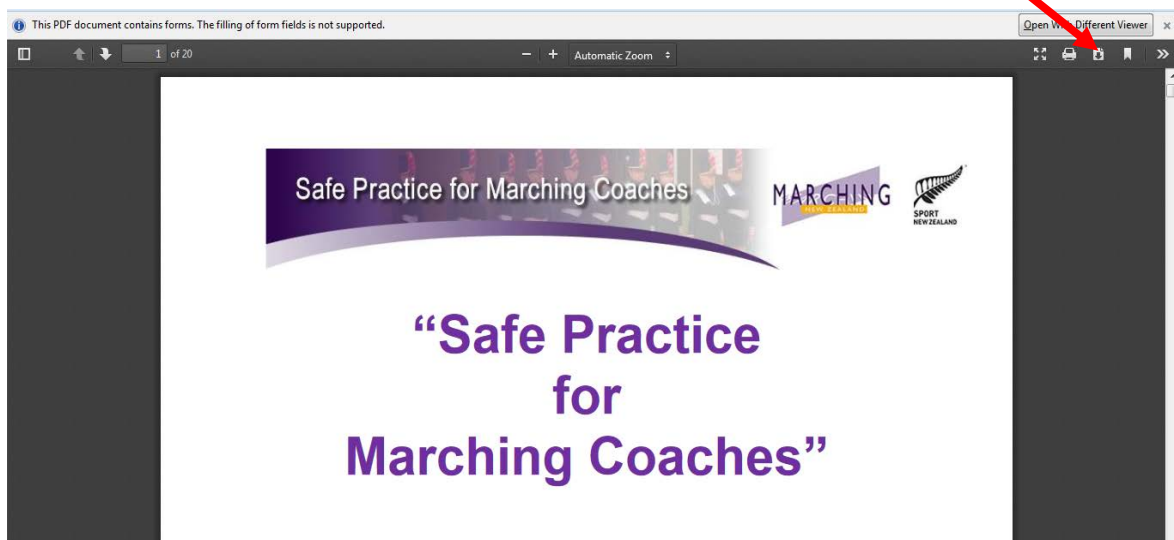 This PDF document contains forms. The filling of form fields is not supported.
Open With Different Viewer
1 of 20
Automatic Zoom
Safe Practice for Marching Coaches
MARCHING
NEW ZEALAND
SPORT
NEW ZEALAND
“Safe Practice
for
Marching Coaches”